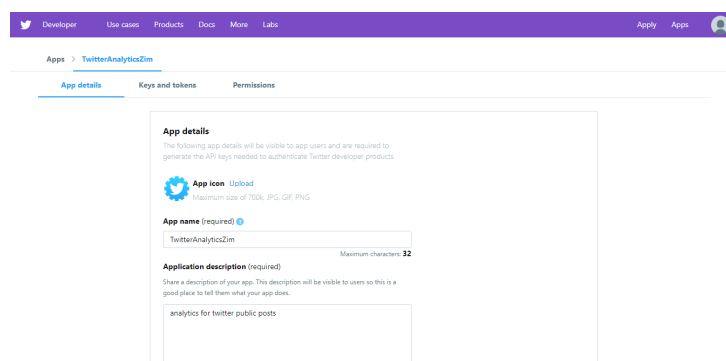 Developer Use cases Products Docs More Labs Apply Apps
Apps > TwitterAnalyticsZim
App details Keys and tokens Permissions
App details
The following app details will be visible to app users and are required to
generate the API keys needed to authenticate Twitter developer products.
App icon Upload
Maximum size of 700k. JPG, GIF, PNG
App name (required) ?
TwitterAnalyticsZim
Maximum characters: 32
Application description (required)
Share a description of your app. This description will be visible to users so this is a
good place to tell them what your app does.
analytics for twitter public posts